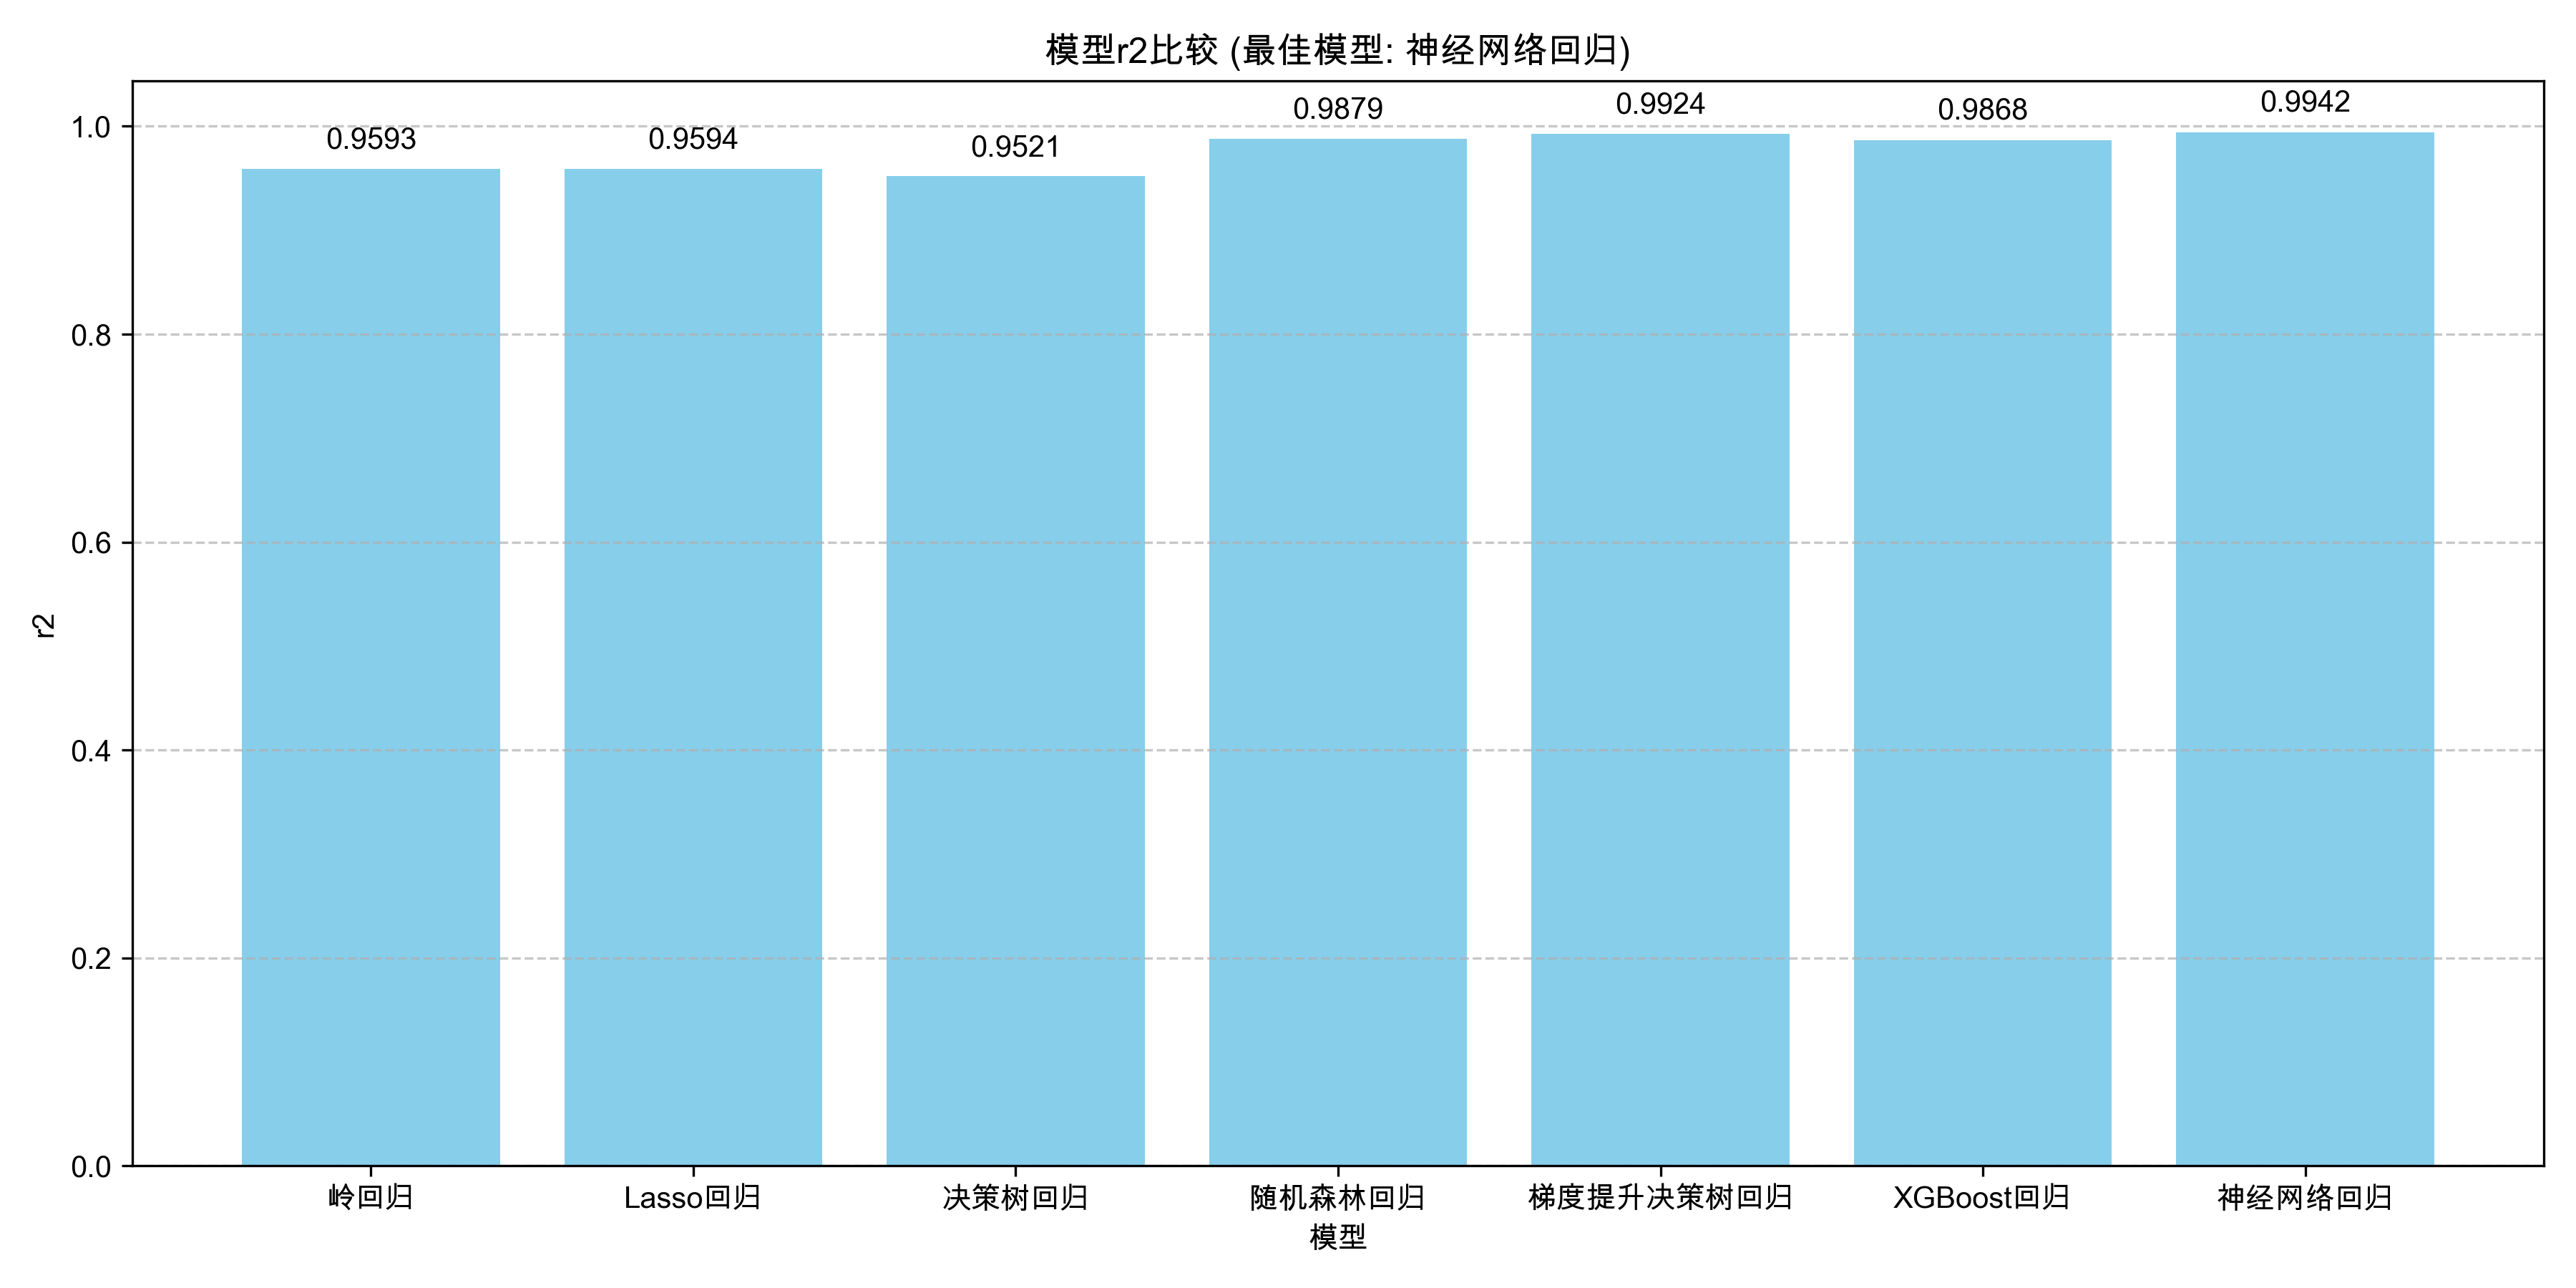 模型r2比较 (最佳模型: 神经网络回归)
0.9593
0.9594
0.9521
0.9879
0.9924
0.9868
0.9942
1.0
0.8
0.6
0.4
0.2
0.0
r2
岭回归
Lasso回归
决策树回归
随机森林回归
梯度提升决策树回归
XGBoost回归
神经网络回归
模型